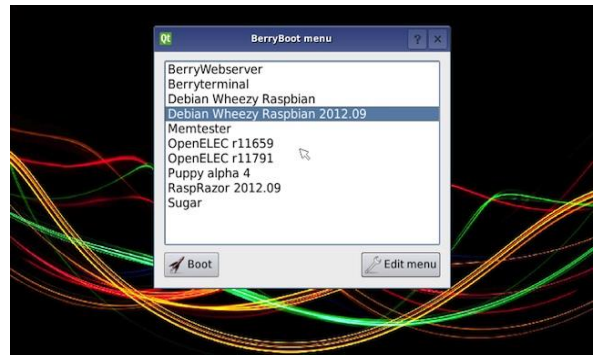 Qt
BerryBoot menu
?
BerryWebserver
Berryterminal
Debian Wheezy Raspbian
Debian Wheezy Raspbian 2012.09
Memtester
OpenELEC r11659
OpenELEC r11791
Puppy alpha 4
RaspRazor 2012.09
Sugar
Boot
Edit menu